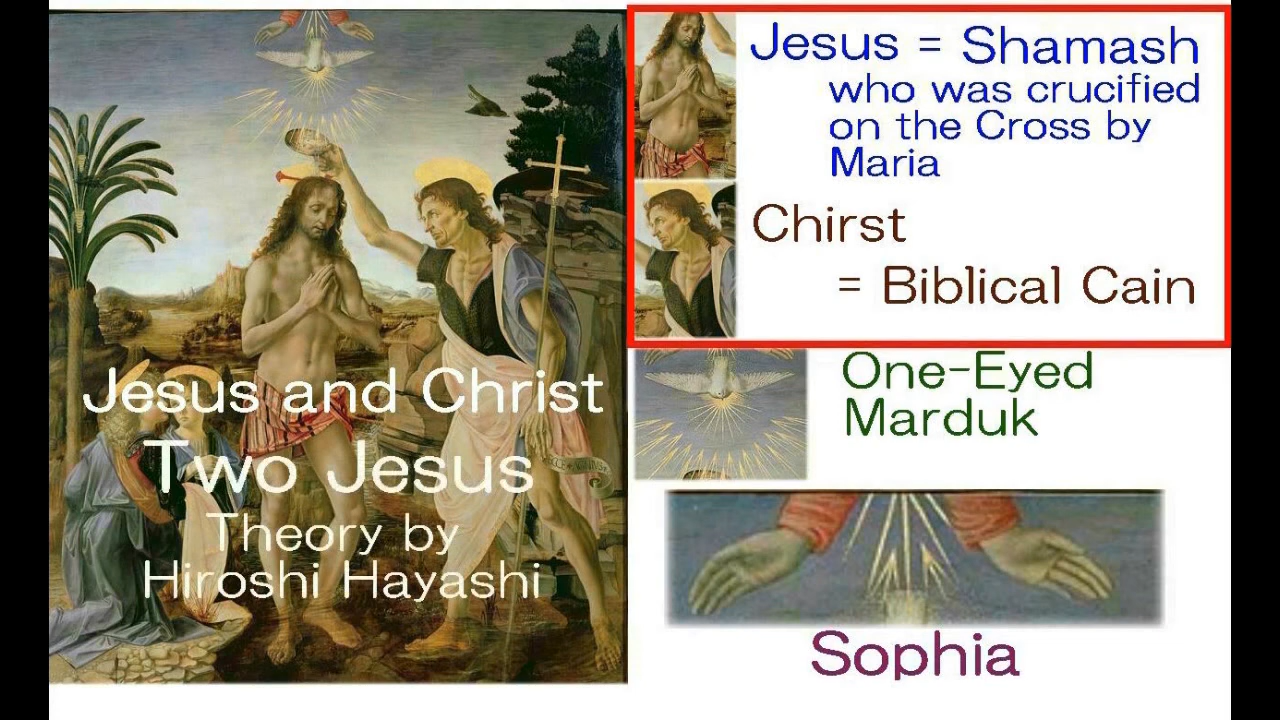 Jesus and Christ
Two Jesus
Theory by
Hiroshi Hayashi
Jesus = Shamash
who was crucified
on the Cross by
Maria
Chirst
= Biblical Cain
One-Eyed
Marduk
Sophia